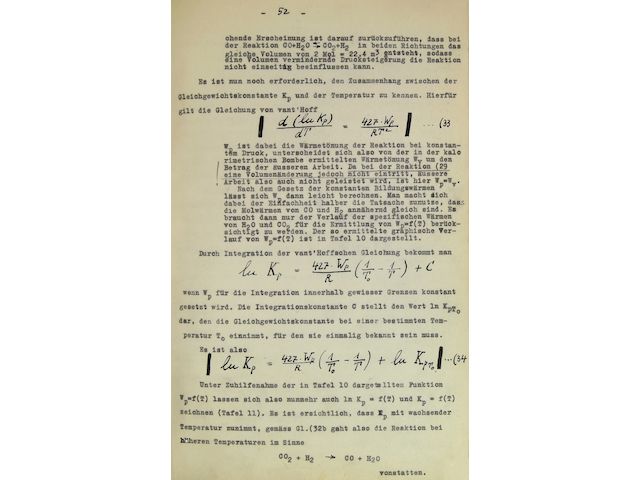 - 52 -
chende Erscheinung ist darauf zurückzuführen, dass bei
der Reaktion CO+H2O ⇌ CO2+H2 in beiden Richtungen das
gleiche Volumen von 2 Mol = 22,4 m3 entsteht, sodass
eine Volumen vermindernde Drucksteigerung die Reaktion
nicht einseitig beeinflussen kann.
Es ist nun noch erforderlich, den Zusammenhang zwischen der
Gleichgewichtskonstante Kp und der Temperatur zu kennen. Hierfür
gilt die Gleichung von vant'Hoff
d (ln Kp) / dT = 427·Wp / RT² ...(33
Wp ist dabei die Wärmetönung der Reaktion bei konstan-
tem Druck, unterscheidet sich also von der in der kalo
rimetrischen Bombe ermittelten Wärmetönung Wv um den
Betrag der äusseren Arbeit. Da bei der Reaktion (29
eine Volumenänderung jedoch nicht eintritt, äussere
Arbeit also auch nicht geleistet wird, ist hier Wp=Wv.
Nach dem Gesetz der konstanten Bildungswärmen
lässt sich Wp dann leicht berechnen. Man macht sich
dabei der Einfachheit halber die Tatsache zunutze, dass
die Molwärmen von CO und H2 annähernd gleich sind. Es
braucht dann nur der Verlauf der spezifischen Wärmen
von H2O und CO2 für die Ermittlung von Wp=f(T) berück-
sichtigt zu werden. Der so ermittelte graphische Ver-
lauf von Wp=f(T) ist in Tafel 10 dargestellt.
Durch Integration der vant'Hoffschen Gleichung bekommt man
ln Kp = 427·Wp / R (1/To - 1/T) + C
wenn Wp für die Integration innerhalb gewisser Grenzen konstant
gesetzt wird. Die Integrationskonstante C stellt den Wert ln KpTo
dar, den die Gleichgewichtskonstante bei einer bestimmten Tem-
peratur To einnimmt, für den sie einmalig bekannt sein muss.
Es ist also
ln Kp = 427·Wp / R (1/To - 1/T) + ln KpTo ...(34
Unter Zuhilfenahme der in Tafel 10 dargetllten Funktion
Wp=f(T) lassen sich also nunmehr auch ln Kp = f(T) und Kp = f(T)
zeichnen (Tafel 11). Es ist ersichtlich, dass Kp mit wachsender
Temperatur zunimmt, gemäss Gl.(32b geht also die Reaktion bei
höheren Temperaturen im Sinne
CO2 + H2 → CO + H2O
vonstatten.